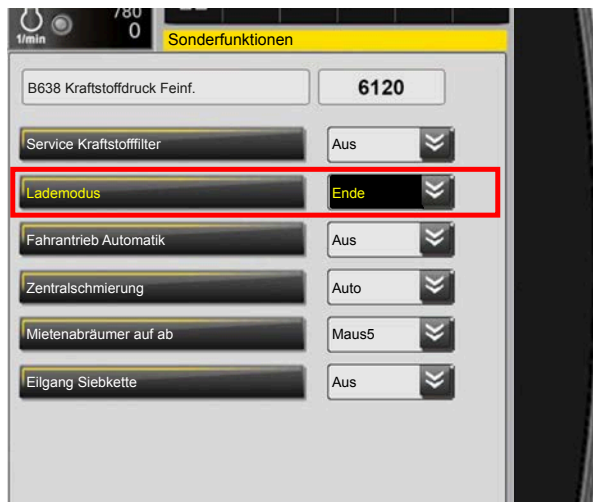 780
1/min 0
Sonderfunktionen
B638 Kraftstoffdruck Feinf. 6120
Service Kraftstofffilter Aus
Lademodus Ende
Fahrantrieb Automatik Aus
Zentralschmierung Auto
Mietenabräumer auf ab Maus5
Eilgang Siebkette Aus